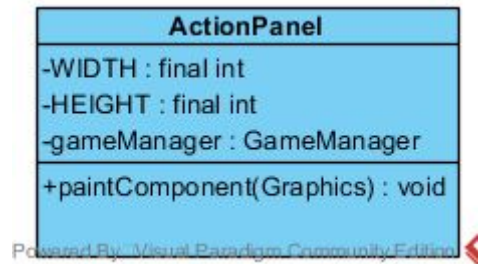 ActionPanel
-WIDTH : final int
-HEIGHT : final int
-gameManager : GameManager
+paintComponent(Graphics) : void
Powered By Visual Paradigm Community Edition